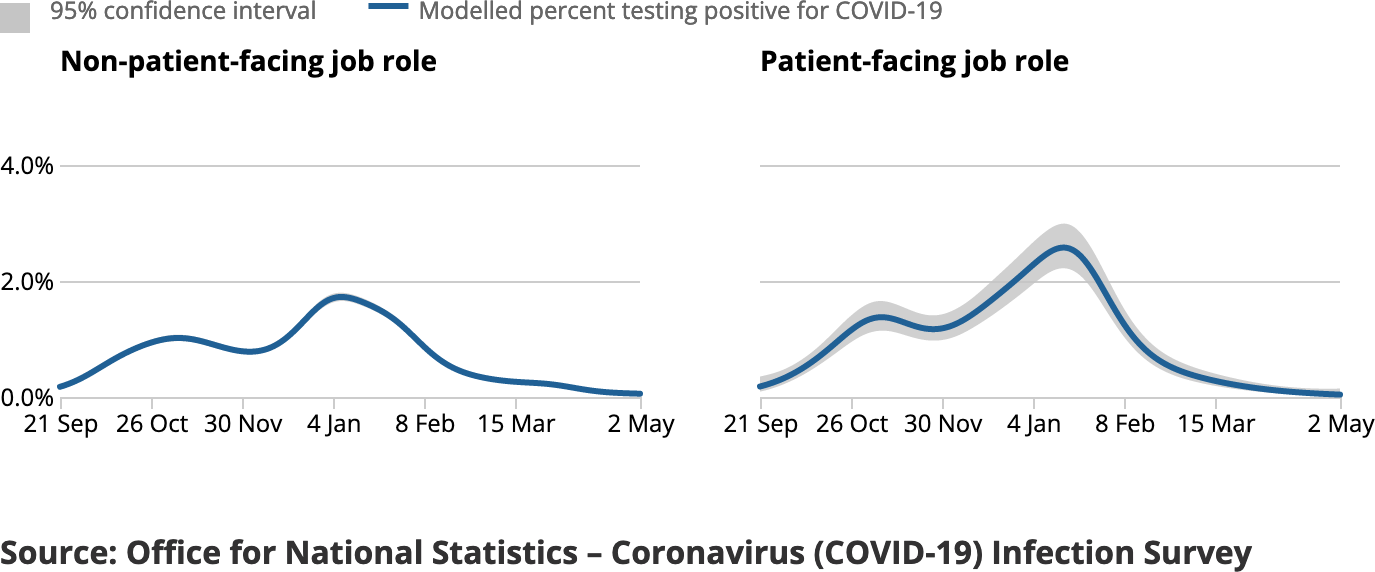 95% confidence interval
Modelled percent testing positive for COVID-19
Non-patient-facing job role
Patient-facing job role
4.0%
2.0%
0.0%
21 Sep 26 Oct 30 Nov 4 Jan 8 Feb 15 Mar 2 May
21 Sep 26 Oct 30 Nov 4 Jan 8 Feb 15 Mar 2 May
Source: Office for National Statistics – Coronavirus (COVID-19) Infection Survey